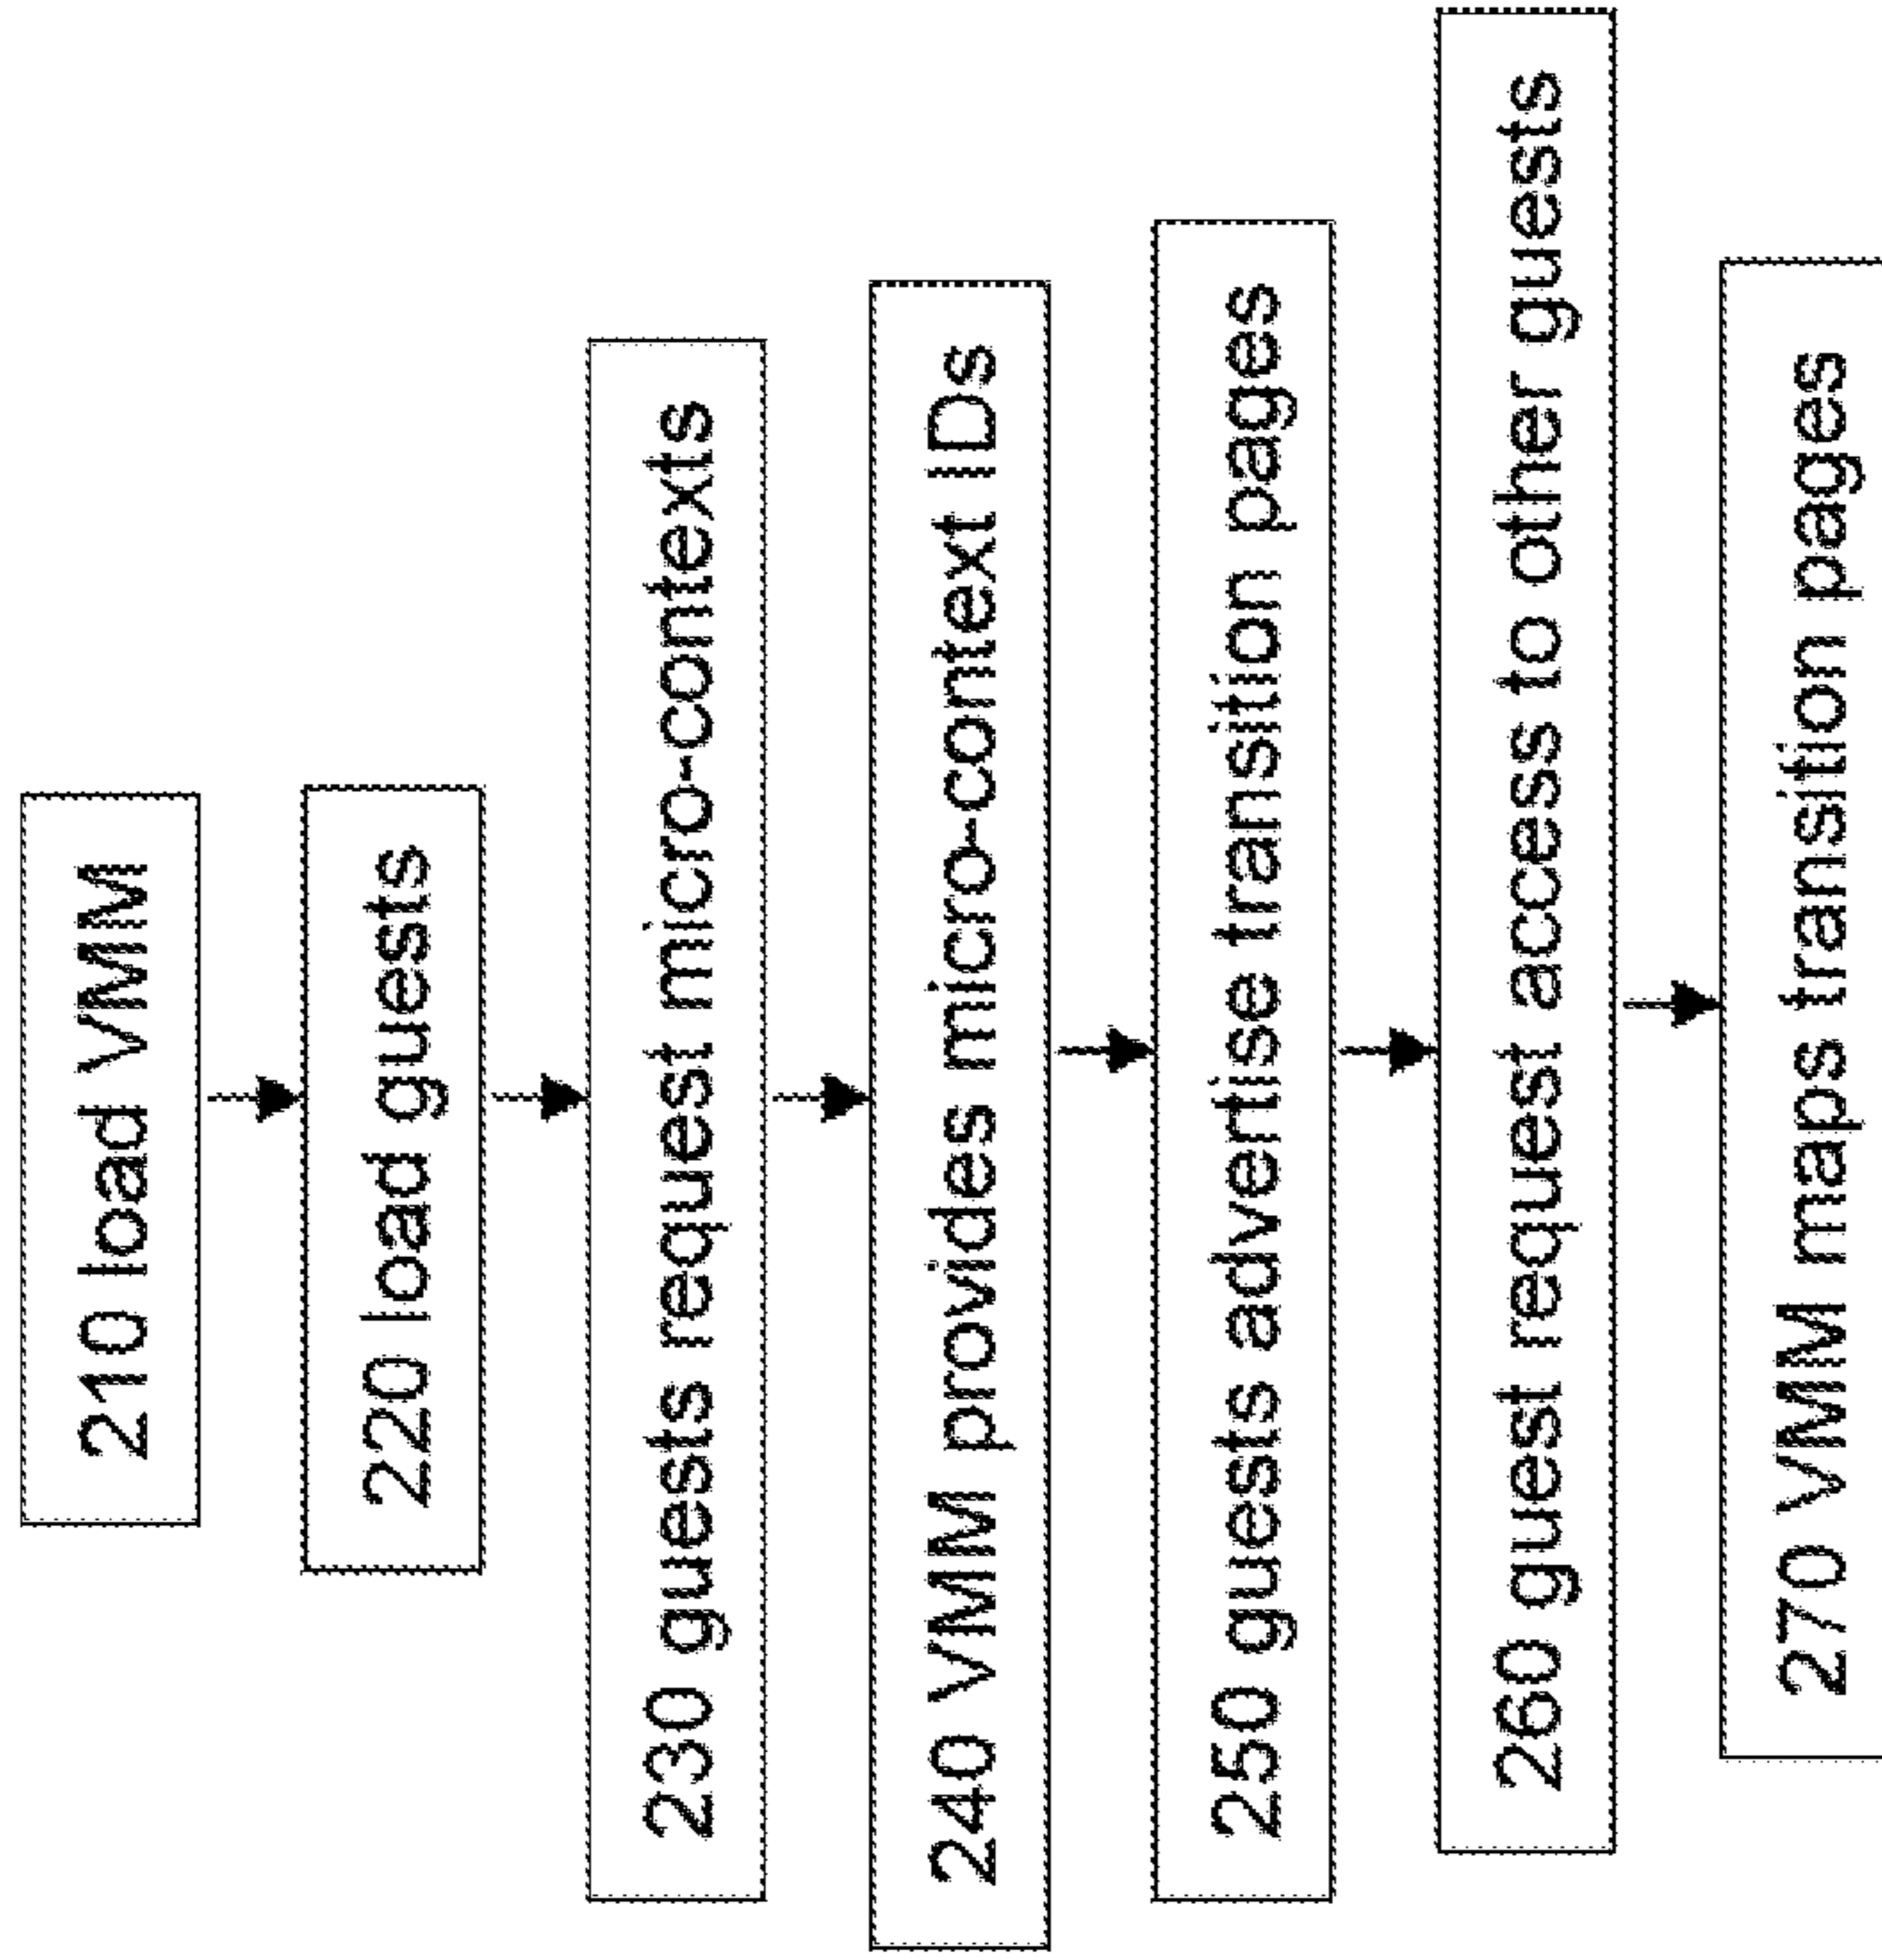 210 load VMM
220 load guests
230 guests request micro-contexts
240 VMM provides micro-context IDs
250 guests advertise transition pages
260 guest request access to other guests
270 VMM maps transition pages